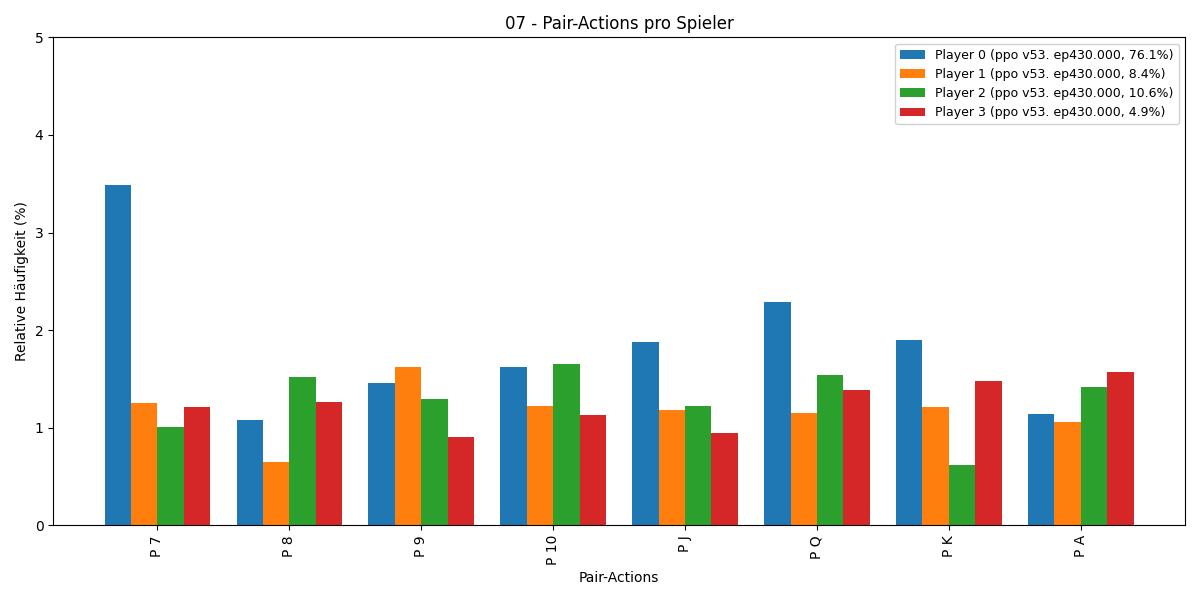 07 - Pair-Actions pro Spieler
Player 0 (ppo v53. ep430.000, 76.1%)
Player 1 (ppo v53. ep430.000, 8.4%)
Player 2 (ppo v53. ep430.000, 10.6%)
Player 3 (ppo v53. ep430.000, 4.9%)
Relative Häufigkeit (%)
5
4
3
2
1
0
P 7
P 8
P 9
P 10
P J
P Q
P K
P A
Pair-Actions